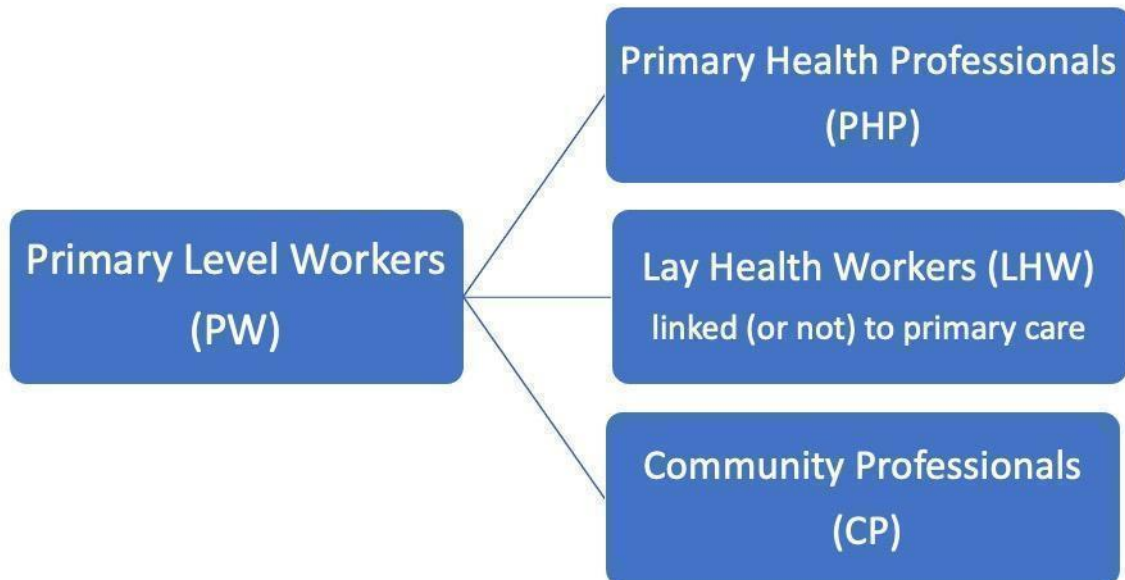 Primary Level Workers
(PW)
Primary Health Professionals
(PHP)
Lay Health Workers (LHW)
linked (or not) to primary care
Community Professionals
(CP)